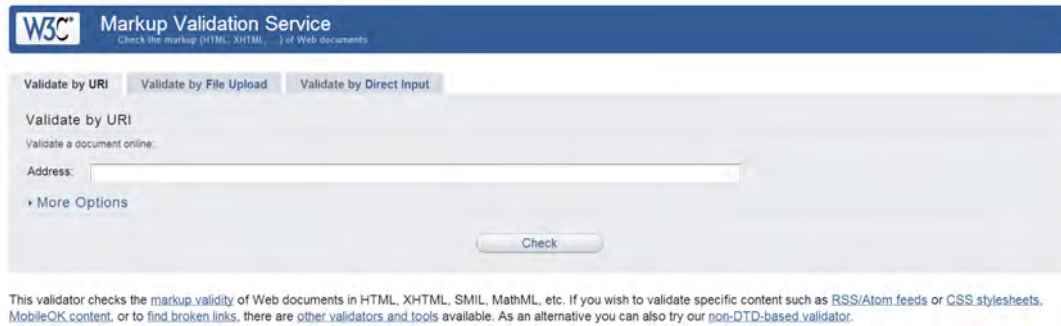 W3C® Markup Validation Service
Check the markup (HTML, XHTML, ...) of Web documents
Validate by URI Validate by File Upload Validate by Direct Input
Validate by URI
Validate a document online:
Address:
More Options
Check
This validator checks the markup validity of Web documents in HTML, XHTML, SMIL, MathML, etc. If you wish to validate specific content such as RSS/Atom feeds or CSS stylesheets,
MobileOK content, or to find broken links, there are other validators and tools available. As an alternative you can also try our non-DTD-based validator.